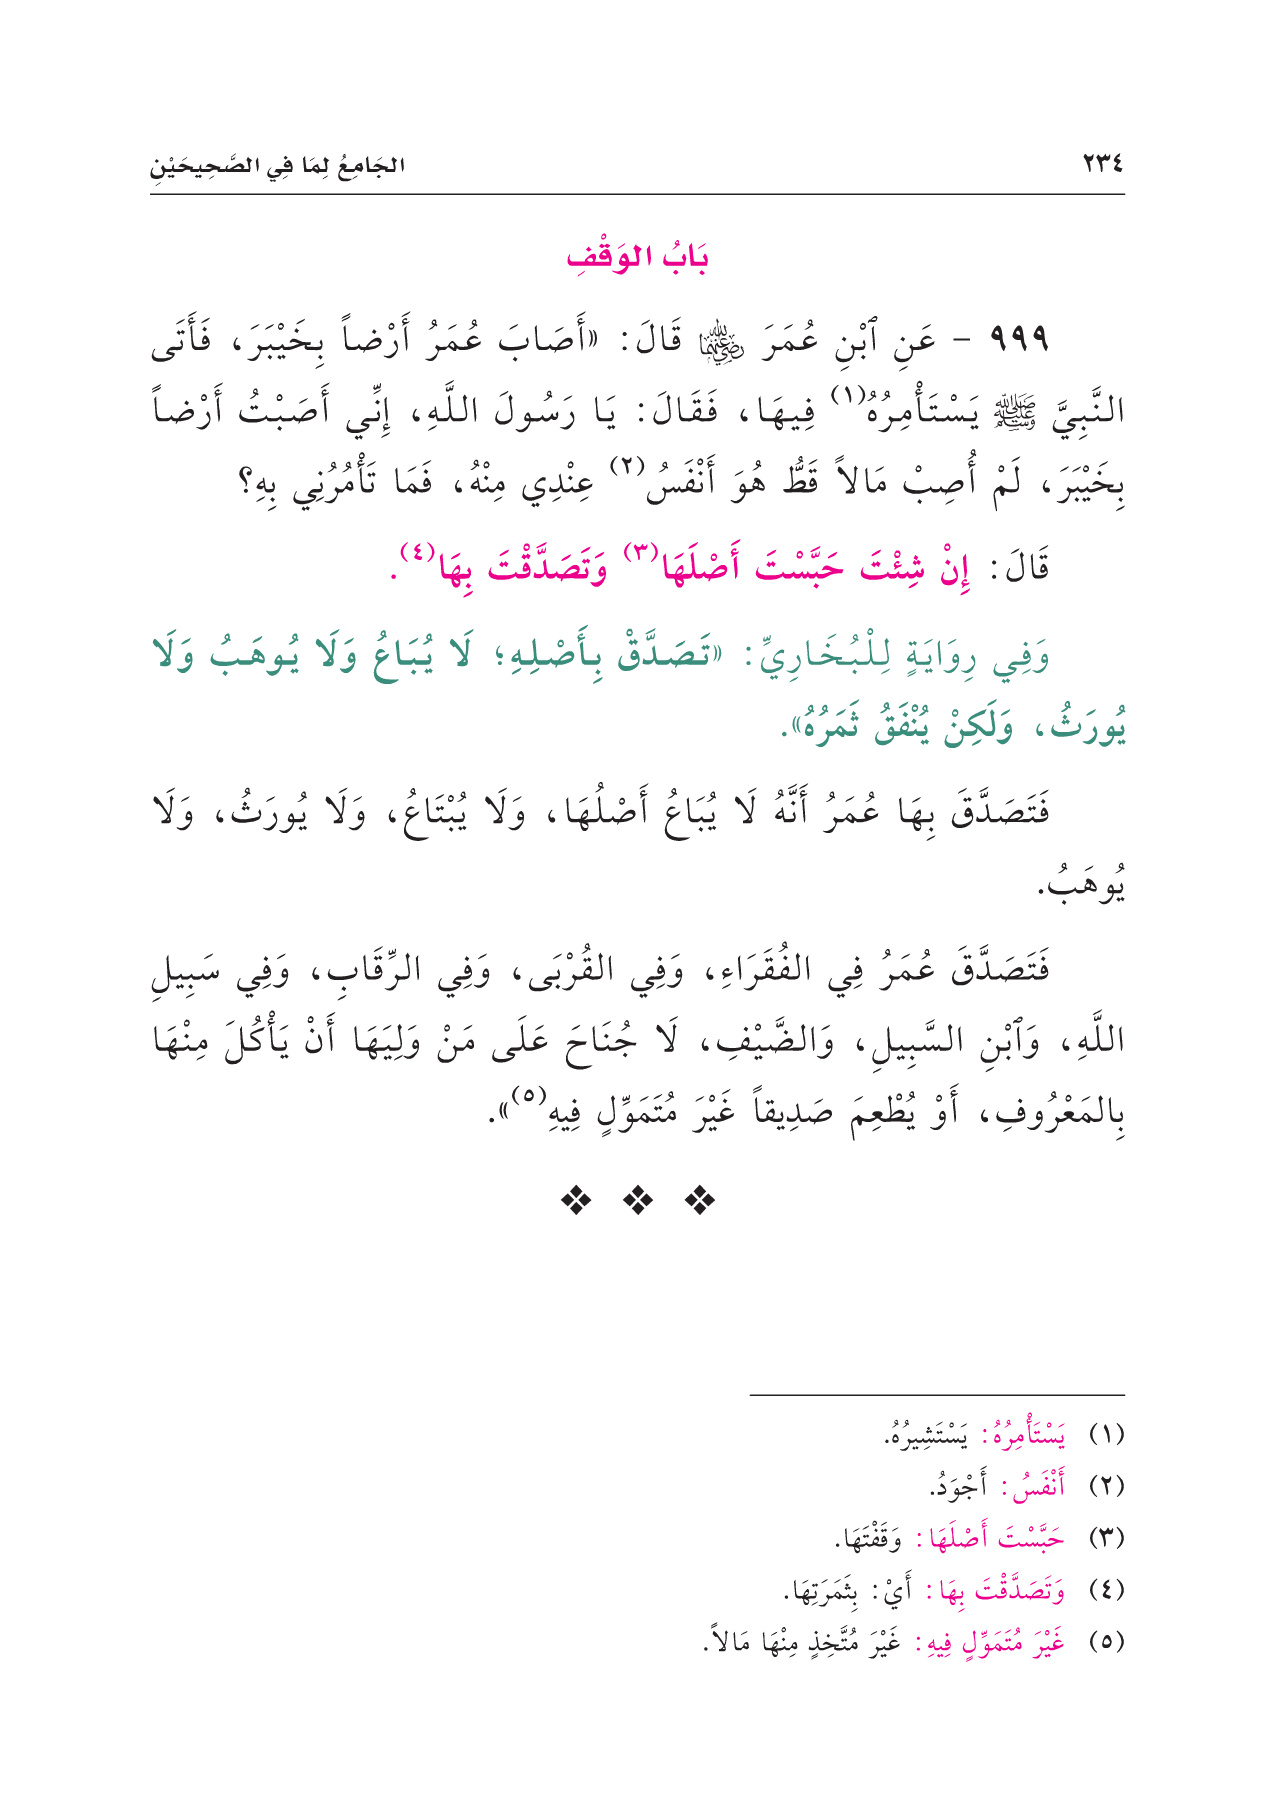 ٢٣٤
الجَامِعُ لِمَا فِي الصَّحِيحَيْنِ
بَابُ الوَقْفِ
٩٩٩ - عَنِ ٱبْنِ عُمَرَ رضي الله عنهما قَالَ: «أَصَابَ عُمَرُ أَرْضاً بِخَيْبَرَ، فَأَتَى
النَّبِيَّ ﷺ يَسْتَأْمِرُهُ(١) فِيهَا، فَقَالَ: يَا رَسُولَ اللَّهِ، إِنِّي أَصَبْتُ أَرْضاً
بِخَيْبَرَ، لَمْ أُصِبْ مَالاً قَطُّ هُوَ أَنْفَسُ(٢) عِنْدِي مِنْهُ، فَمَا تَأْمُرُنِي بِهِ؟
قَالَ: إِنْ شِئْتَ حَبَّسْتَ أَصْلَهَا(٣) وَتَصَدَّقْتَ بِهَا(٤).
وَفِي رِوَايَةٍ لِلْبُخَارِيِّ: «تَصَدَّقْ بِأَصْلِهِ؛ لَا يُبَاعُ وَلَا يُوهَبُ وَلَا
يُورَثُ، وَلَكِنْ يُنْفَقُ ثَمَرُهُ».
فَتَصَدَّقَ بِهَا عُمَرُ أَنَّهُ لَا يُبَاعُ أَصْلُهَا، وَلَا يُبْتَاعُ، وَلَا يُورَثُ، وَلَا
يُوهَبُ.
فَتَصَدَّقَ عُمَرُ فِي الفُقَرَاءِ، وَفِي القُرْبَى، وَفِي الرِّقَابِ، وَفِي سَبِيلِ
اللَّهِ، وَٱبْنِ السَّبِيلِ، وَالضَّيْفِ، لَا جُنَاحَ عَلَى مَنْ وَلِيَهَا أَنْ يَأْكُلَ مِنْهَا
بِالمَعْرُوفِ، أَوْ يُطْعِمَ صَدِيقاً غَيْرَ مُتَمَوِّلٍ فِيهِ(٥)».
(١) يَسْتَأْمِرُهُ: يَسْتَشِيرُهُ.
(٢) أَنْفَسُ: أَجْوَدُ.
(٣) حَبَّسْتَ أَصْلَهَا: وَقَفْتَهَا.
(٤) وَتَصَدَّقْتَ بِهَا: أَيْ: بِثَمَرَتِهَا.
(٥) غَيْرَ مُتَمَوِّلٍ فِيهِ: غَيْرَ مُتَّخِذٍ مِنْهَا مَالاً.